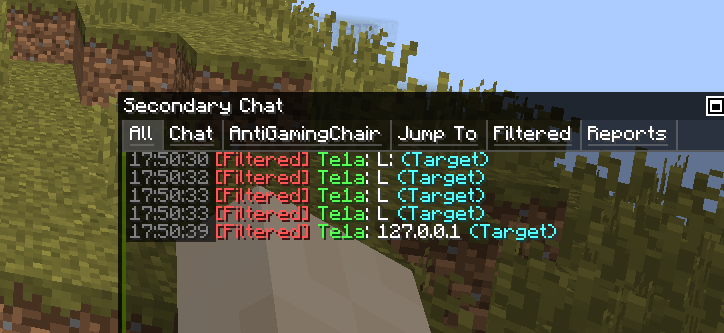 Secondary Chat
All Chat AntiGamingChair Jump To Filtered Reports
17:50:30 [Filtered] Te1a: L: (Target)
17:50:32 [Filtered] Te1a: L (Target)
17:50:33 [Filtered] Te1a: L (Target)
17:50:33 [Filtered] Te1a: L (Target)
17:50:39 [Filtered] Te1a: 127.0.0.1 (Target)